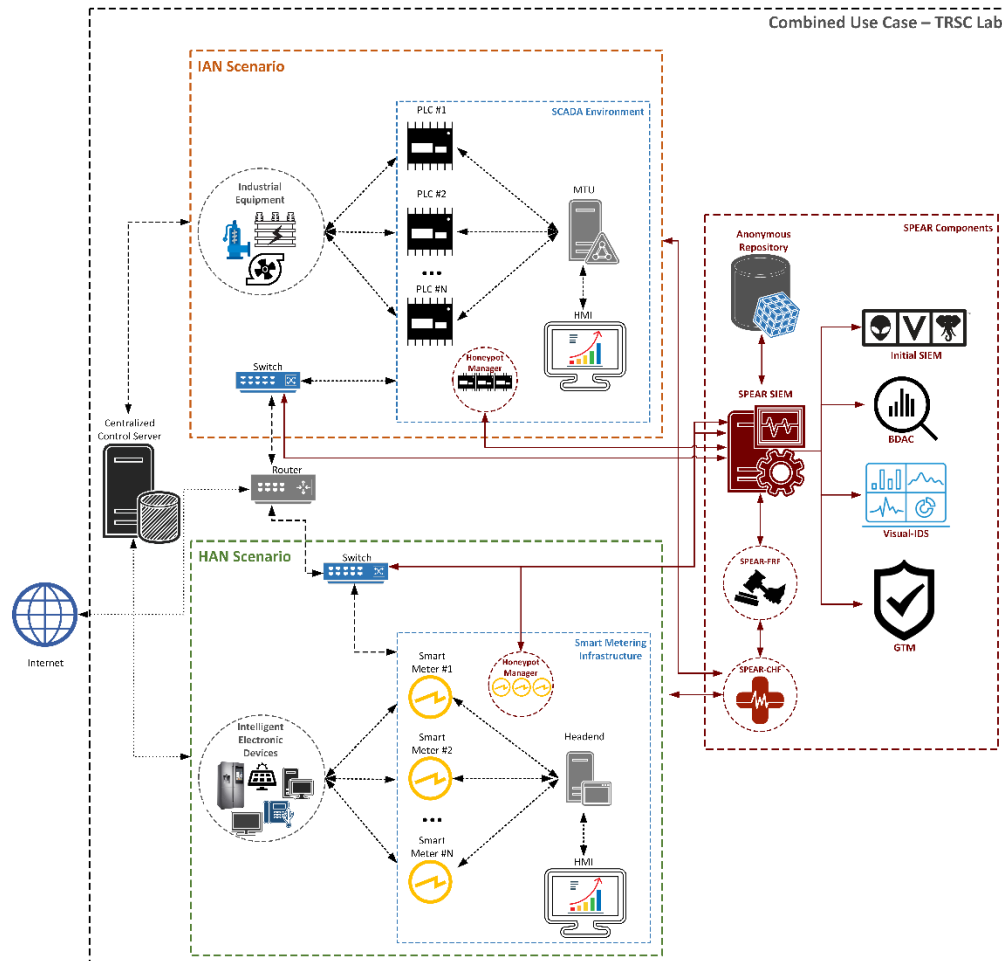 Combined Use Case – TRSC Lab
IAN Scenario
SCADA Environment
PLC #1
Industrial
Equipment
PLC #2
MTU
...
PLC #N
HMI
Honeypot
Manager
Switch
Centralized
Control Server
Router
SPEAR Components
Anonymous
Repository
Initial SIEM
SPEAR SIEM
BDAC
Visual-IDS
SPEAR-FRF
GTM
SPEAR-CHF
HAN Scenario
Switch
Internet
Smart Metering
Infrastructure
Smart
Meter #1
Honeypot
Manager
Intelligent
Electronic
Devices
Smart
Meter #2
Headend
...
Smart
Meter #N
HMI